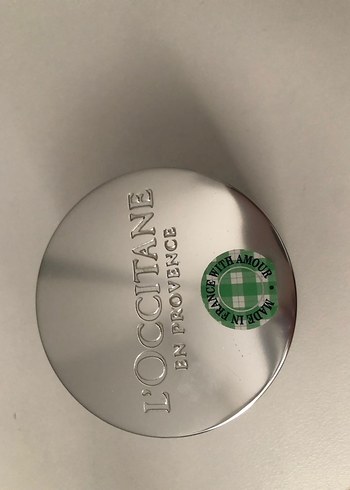 L'OCCITANE
EN PROVENCE
MADE IN FRANCE WITH AMOUR